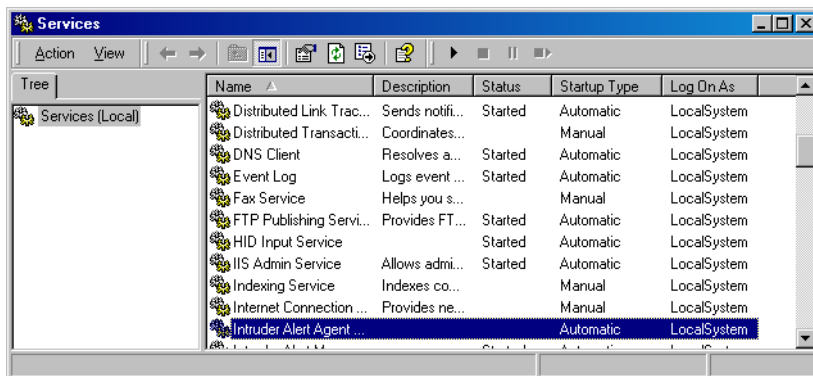 Services
Action View
Tree
Services (Local)
Name Description Status Startup Type Log On As
Distributed Link Trac... Sends notifi... Started Automatic LocalSystem
Distributed Transacti... Coordinates... Manual LocalSystem
DNS Client Resolves a... Started Automatic LocalSystem
Event Log Logs event ... Started Automatic LocalSystem
Fax Service Helps you s... Manual LocalSystem
FTP Publishing Servi... Provides FT... Started Automatic LocalSystem
HID Input Service Started Automatic LocalSystem
IIS Admin Service Allows admi... Started Automatic LocalSystem
Indexing Service Indexes co... Manual LocalSystem
Internet Connection ... Provides ne... Manual LocalSystem
Intruder Alert Agent ... Automatic LocalSystem